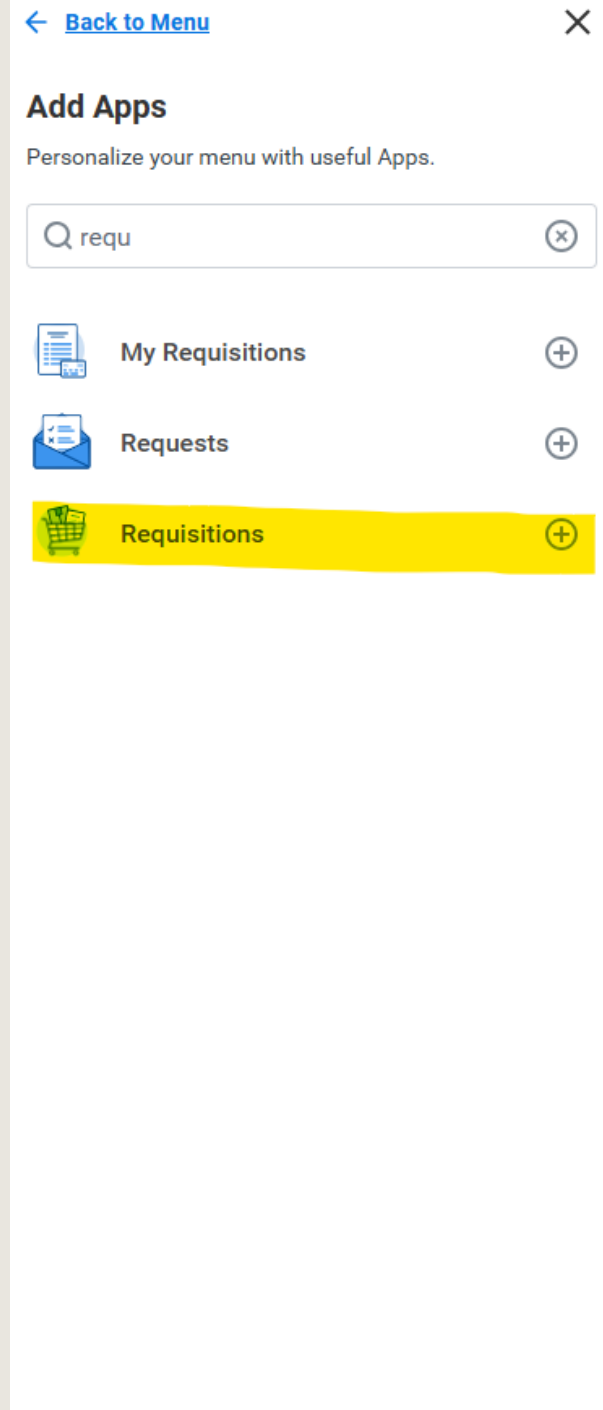 Back to Menu
Add Apps
Personalize your menu with useful Apps.
requ
My Requisitions
Requests
Requisitions